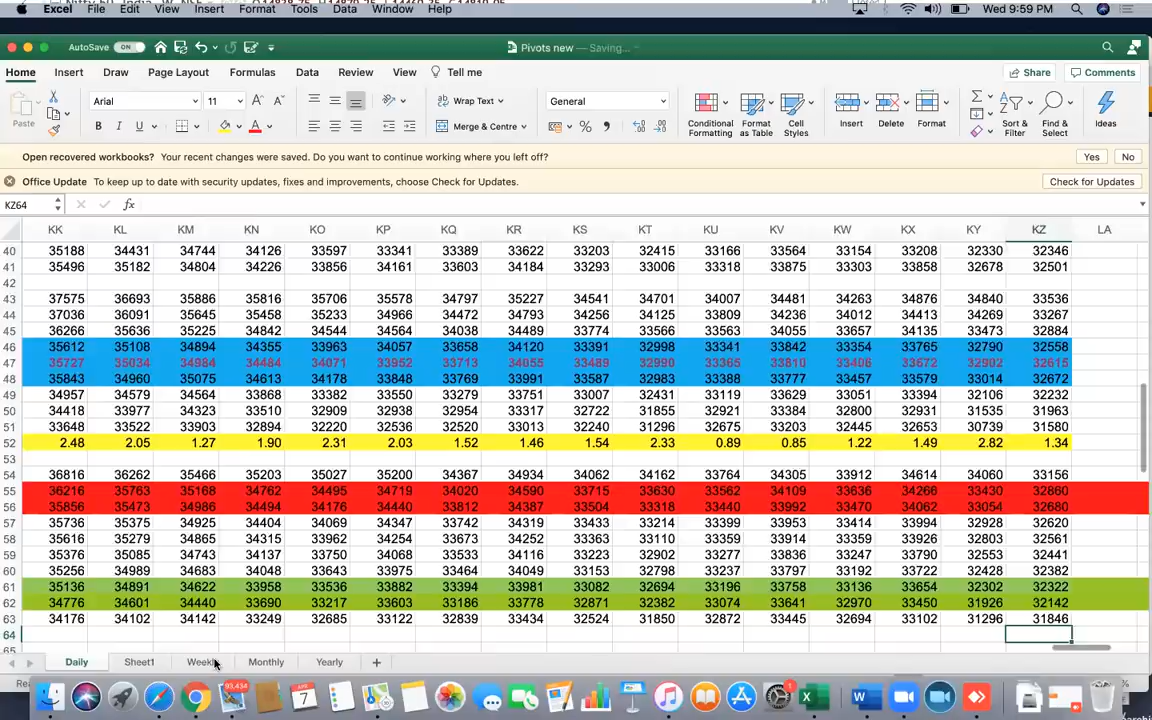 Excel File Edit View Insert Format Tools Data Window Help Wed 9:59 PM
AutoSave ON Pivots new — Saving...
Home Insert Draw Page Layout Formulas Data Review View Tell me Share Comments
Paste Arial 11 Wrap Text General Conditional Formatting Format as Table Cell Styles Insert Delete Format Sort & Filter Find & Select Ideas
B I U Merge & Centre
Open recovered workbooks? Your recent changes were saved. Do you want to continue working where you left off? Yes No
Office Update To keep up to date with security updates, fixes and improvements, choose Check for Updates. Check for Updates
KZ64 fx
KK KL KM KN KO KP KQ KR KS KT KU KV KW KX KY KZ LA
40 35188 34431 34744 34126 33597 33341 33389 33622 33203 32415 33166 33564 33154 33208 32330 32346
41 35496 35182 34804 34226 33856 34161 33603 34184 33293 33006 33318 33875 33303 33858 32678 32501
42
43 37575 36693 35886 35816 35706 35578 34797 35227 34541 34701 34007 34481 34263 34876 34840 33536
44 37036 36091 35645 35458 35233 34966 34472 34793 34256 34125 33809 34236 34012 34413 34269 33267
45 36266 35636 35225 34842 34544 34564 34038 34489 33774 33566 33563 34055 33657 34135 33473 32884
46 35612 35108 34894 34355 33963 34057 33658 34120 33391 32998 33341 33842 33354 33765 32790 32558
47 35727 35034 34984 34484 34071 33952 33713 34055 33489 32990 33365 33810 33406 33672 32902 32615
48 35843 34960 35075 34613 34178 33848 33769 33991 33587 32983 33388 33777 33457 33579 33014 32672
49 34957 34579 34564 33868 33382 33550 33279 33751 33007 32431 33119 33629 33051 33394 32106 32232
50 34418 33977 34323 33510 32909 32938 32954 33317 32722 31855 32921 33384 32800 32931 31535 31963
51 33648 33522 33903 32894 32220 32536 32520 33013 32240 31296 32675 33203 32445 32653 30739 31580
52 2.48 2.05 1.27 1.90 2.31 2.03 1.52 1.46 1.54 2.33 0.89 0.85 1.22 1.49 2.82 1.34
53
54 36816 36262 35466 35203 35027 35200 34367 34934 34062 34162 33764 34305 33912 34614 34060 33156
55 36216 35763 35168 34762 34495 34719 34020 34590 33715 33630 33562 34109 33636 34266 33430 32860
56 35856 35473 34986 34494 34176 34440 33812 34387 33504 33318 33440 33992 33470 34062 33054 32680
57 35736 35375 34925 34404 34069 34347 33742 34319 33433 33214 33399 33953 33414 33994 32928 32620
58 35616 35279 34865 34315 33962 34254 33673 34252 33363 33110 33359 33914 33359 33926 32803 32561
59 35376 35085 34743 34137 33750 34068 33533 34116 33223 32902 33277 33836 33247 33790 32553 32441
60 35256 34989 34683 34048 33643 33975 33464 34049 33153 32798 33237 33797 33192 33722 32428 32382
61 35136 34891 34622 33958 33536 33882 33394 33981 33082 32694 33196 33758 33136 33654 32302 32322
62 34776 34601 34440 33690 33217 33603 33186 33778 32871 32382 33074 33641 32970 33450 31926 32142
63 34176 34102 34142 33249 32685 33122 32839 33434 32524 31850 32872 33445 32694 33102 31296 31846
64
65
Daily Sheet1 Weekly Monthly Yearly
93,434 7 1